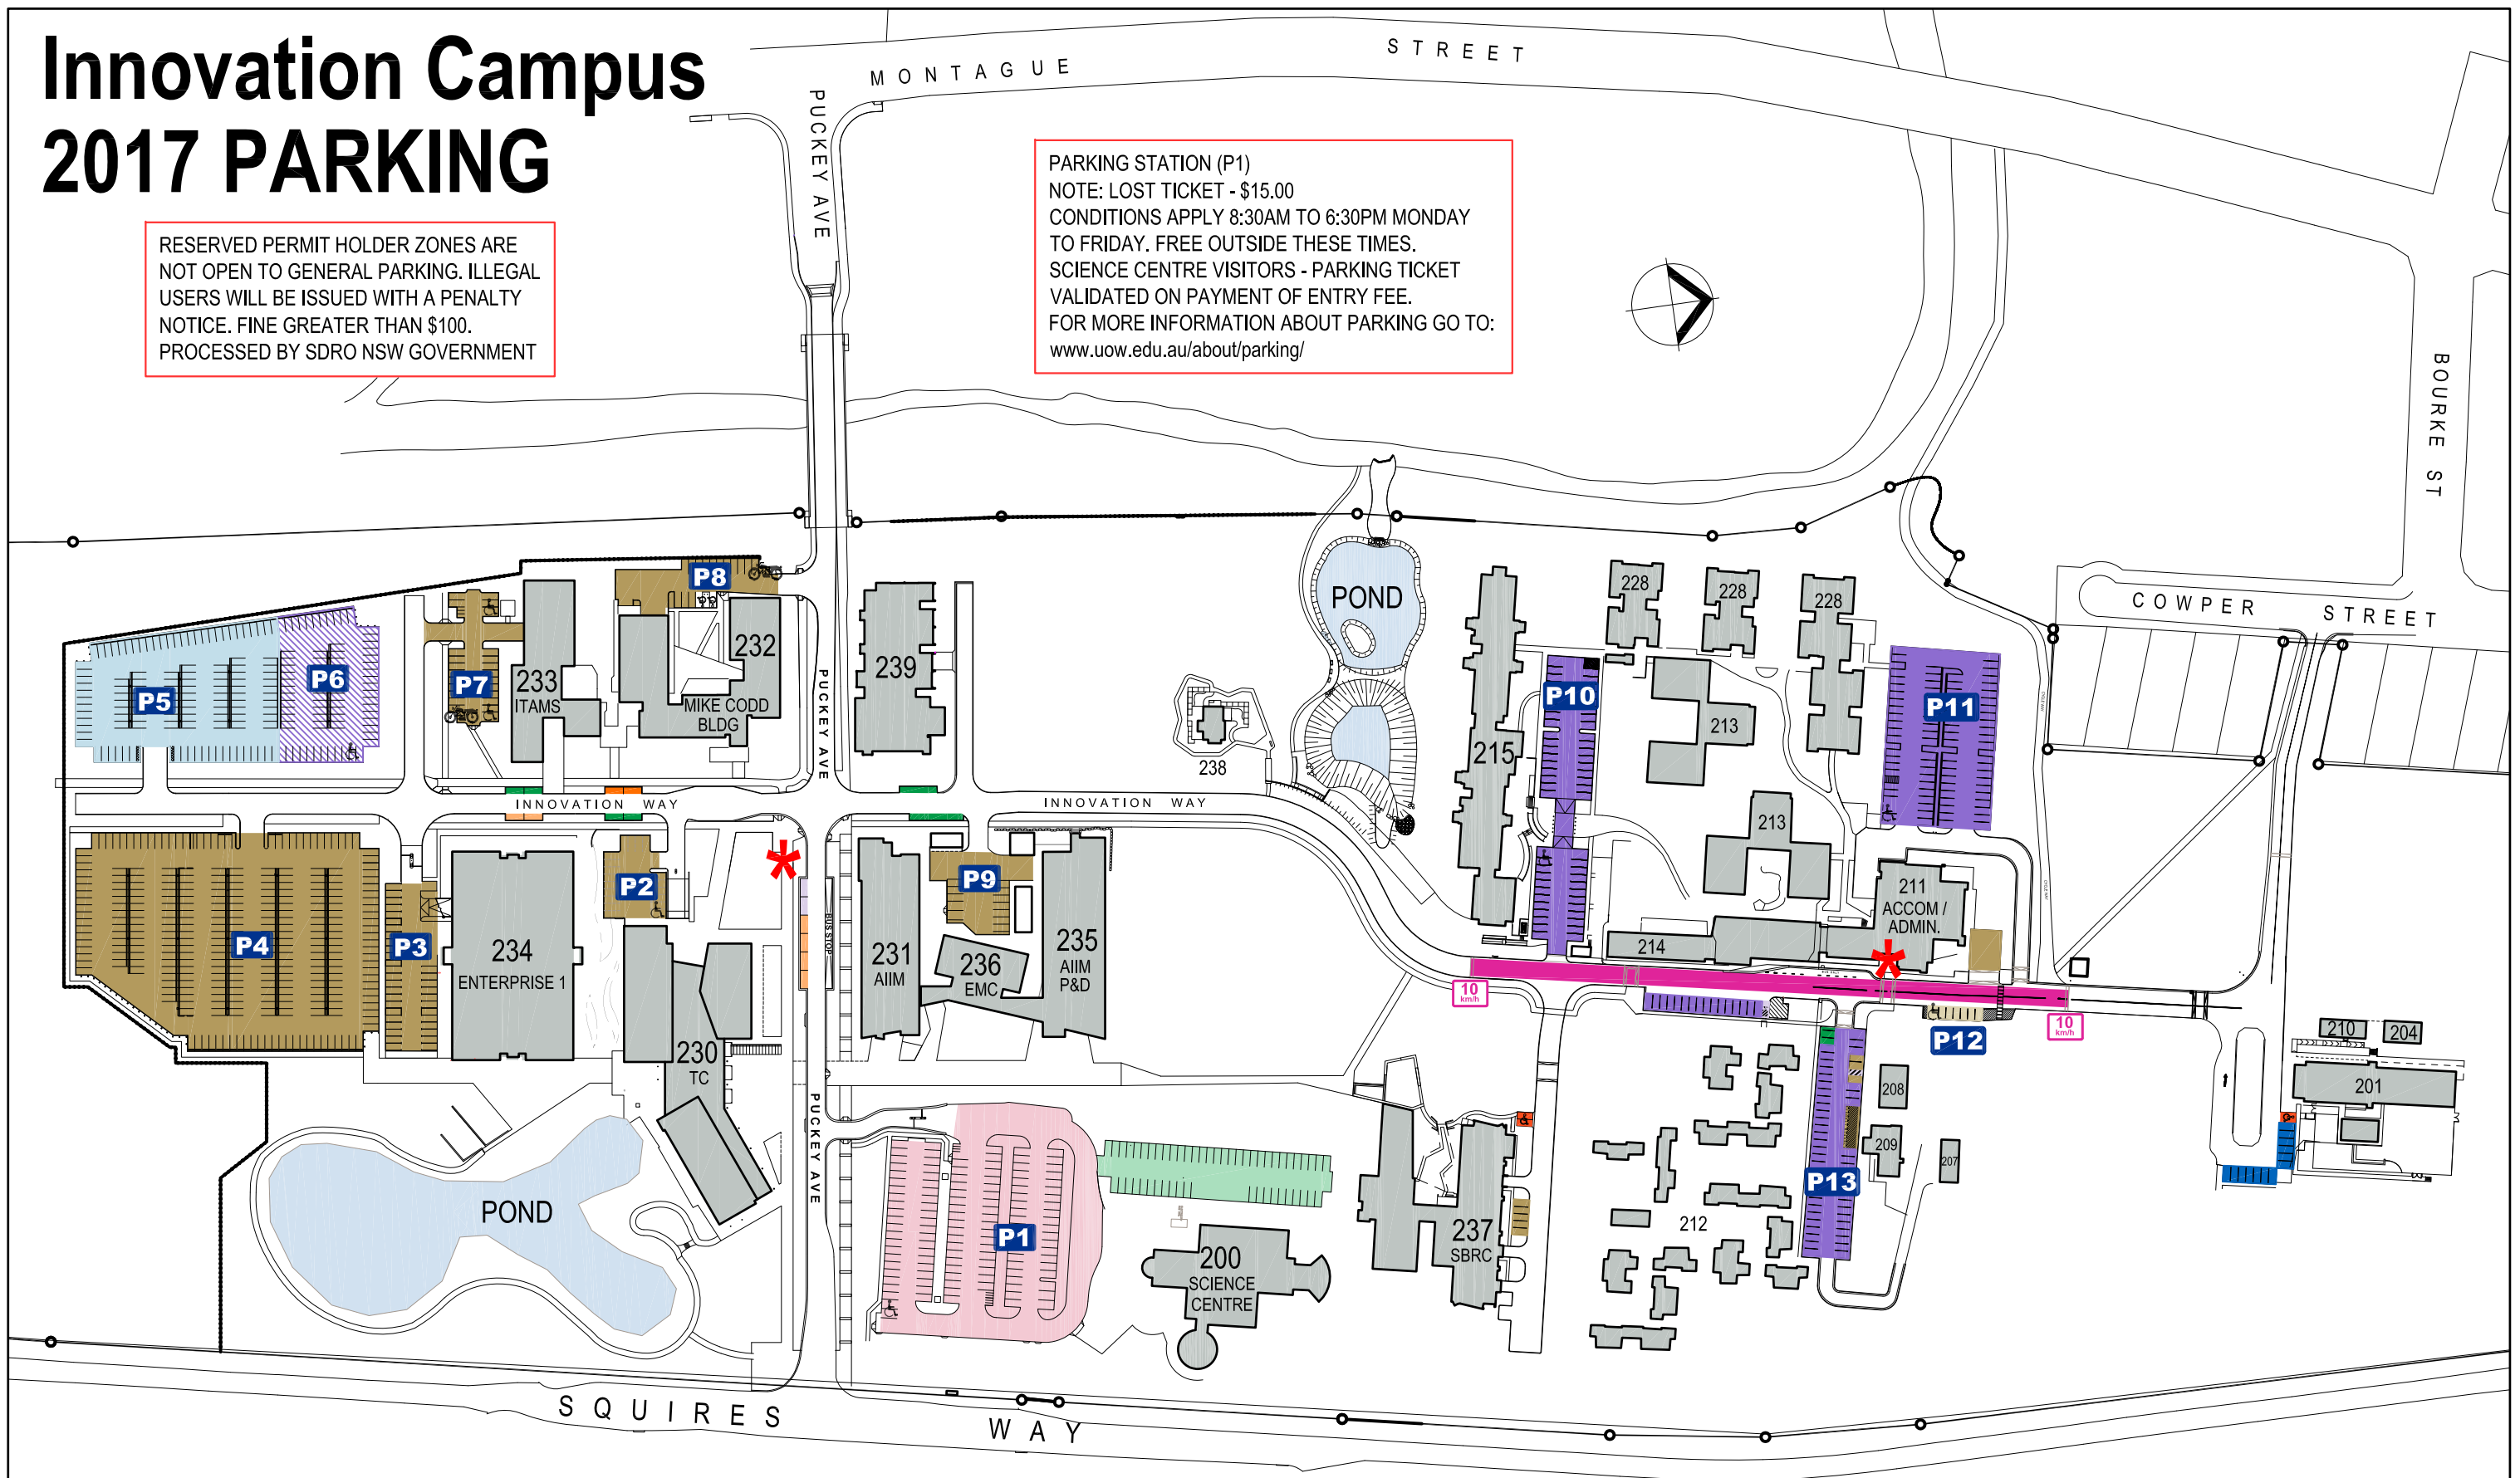 Innovation Campus
2017 PARKING
RESERVED PERMIT HOLDER ZONES ARE
NOT OPEN TO GENERAL PARKING. ILLEGAL
USERS WILL BE ISSUED WITH A PENALTY
NOTICE. FINE GREATER THAN $100.
PROCESSED BY SDRO NSW GOVERNMENT
MONTAGUE STREET
PUCKEY AVE
PARKING STATION (P1)
NOTE: LOST TICKET - $15.00
CONDITIONS APPLY 8:30AM TO 6:30PM MONDAY
TO FRIDAY. FREE OUTSIDE THESE TIMES.
SCIENCE CENTRE VISITORS - PARKING TICKET
VALIDATED ON PAYMENT OF ENTRY FEE.
FOR MORE INFORMATION ABOUT PARKING GO TO:
www.uow.edu.au/about/parking/
BOURKE ST
COWPER STREET
P8
P5
P6
P7
233
ITAMS
232
MIKE CODD
BLDG
PUCKEY AVE
239
238
POND
215
P10
228
228
228
213
213
P11
INNOVATION WAY
INNOVATION WAY
P4
P3
234
ENTERPRISE 1
P2
BUS STOP
231
AIIM
P9
236
EMC
235
AIIM
P&D
214
211
ACCOM /
ADMIN.
10
km/h
10
km/h
P12
210
204
201
208
209
207
P13
212
230
TC
PUCKEY AVE
POND
P1
200
SCIENCE
CENTRE
237
SBRC
SQUIRES WAY